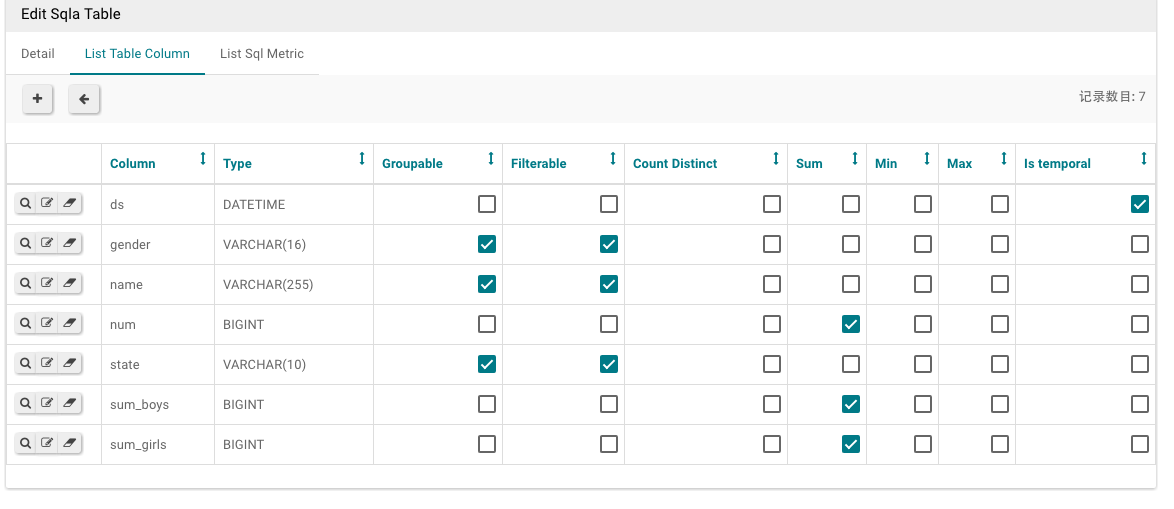 Edit Sqla Table
Detail List Table Column List Sql Metric
记录数目: 7
Column Type Groupable Filterable Count Distinct Sum Min Max Is temporal
ds DATETIME
gender VARCHAR(16)
name VARCHAR(255)
num BIGINT
state VARCHAR(10)
sum_boys BIGINT
sum_girls BIGINT